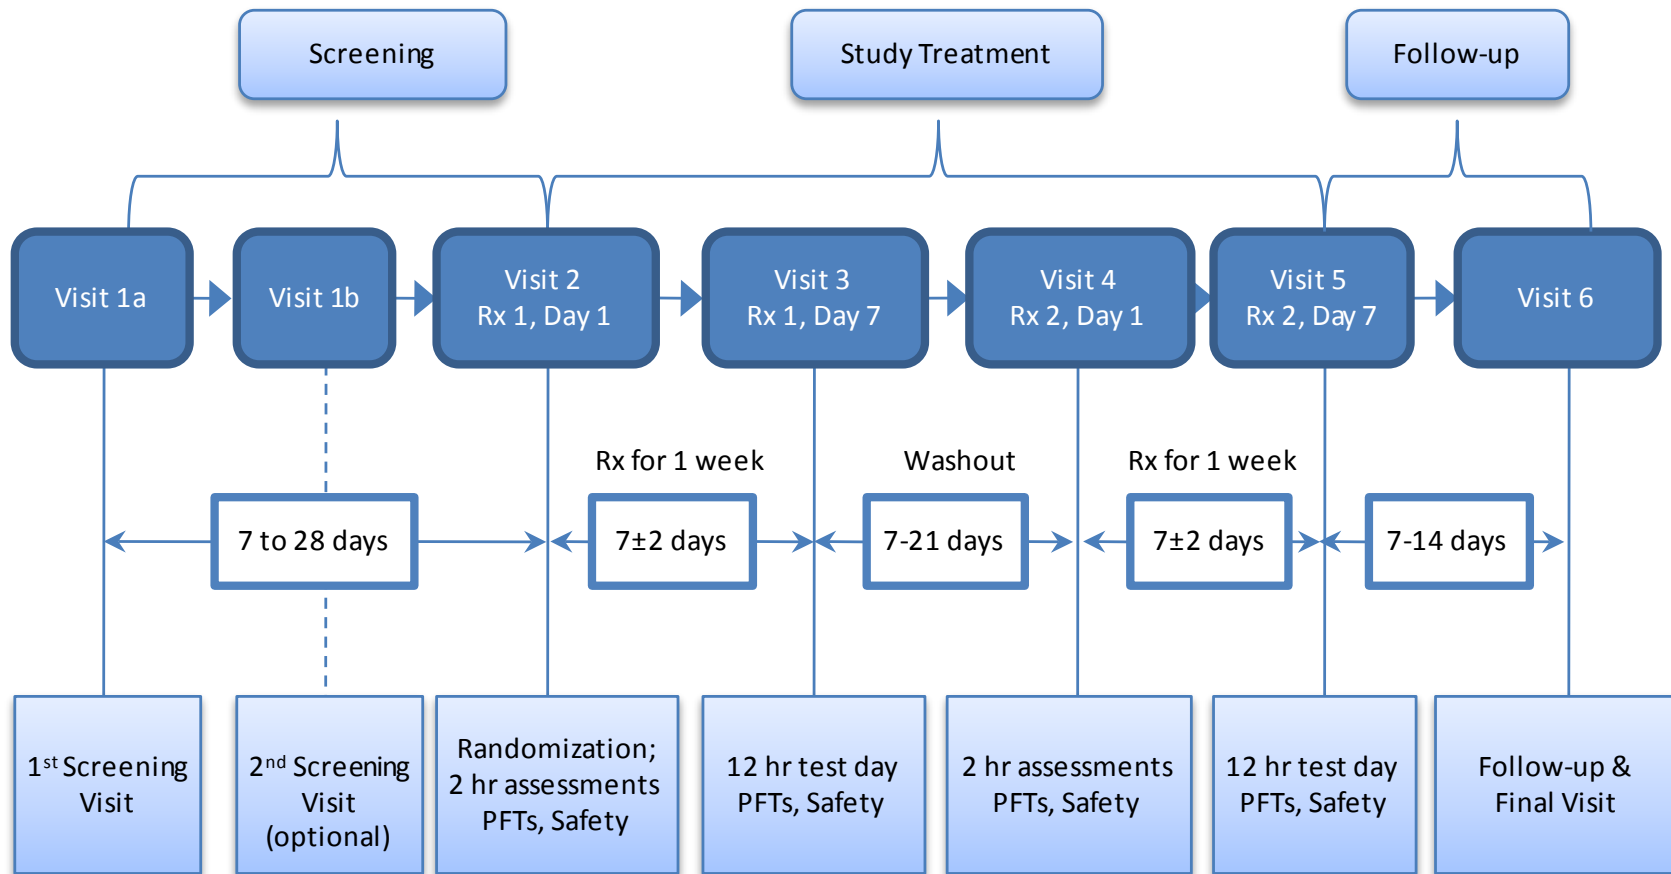 Screening
Study Treatment
Follow-up
Visit 1a
Visit 1b
Visit 2
Rx 1, Day 1
Visit 3
Rx 1, Day 7
Visit 4
Rx 2, Day 1
Visit 5
Rx 2, Day 7
Visit 6
Rx for 1 week
Washout
Rx for 1 week
7 to 28 days
7±2 days
7-21 days
7±2 days
7-14 days
1st Screening
Visit
2nd Screening
Visit
(optional)
Randomization;
2 hr assessments
PFTs, Safety
12 hr test day
PFTs, Safety
2 hr assessments
PFTs, Safety
12 hr test day
PFTs, Safety
Follow-up &
Final Visit